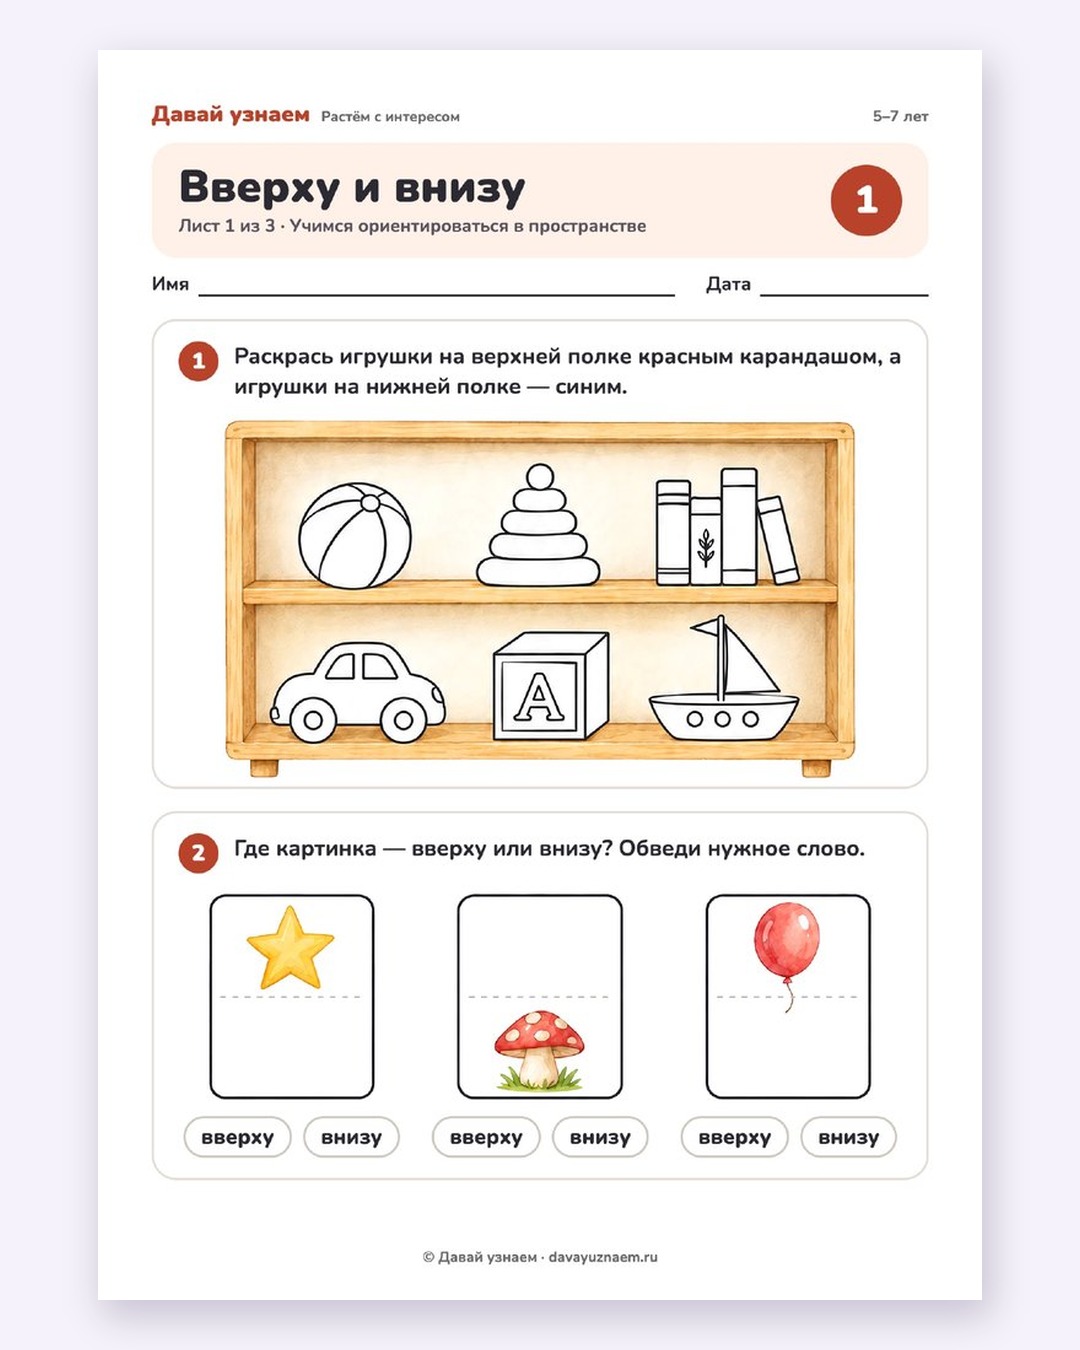 Давай узнаем Растём с интересом 5–7 лет
Вверху и внизу
1
Лист 1 из 3 · Учимся ориентироваться в пространстве
Имя Дата
1 Раскрась игрушки на верхней полке красным карандашом, а
игрушки на нижней полке — синим.
А
2 Где картинка — вверху или внизу? Обведи нужное слово.
вверху внизу вверху внизу вверху внизу
© Давай узнаем · davayuznaem.ru